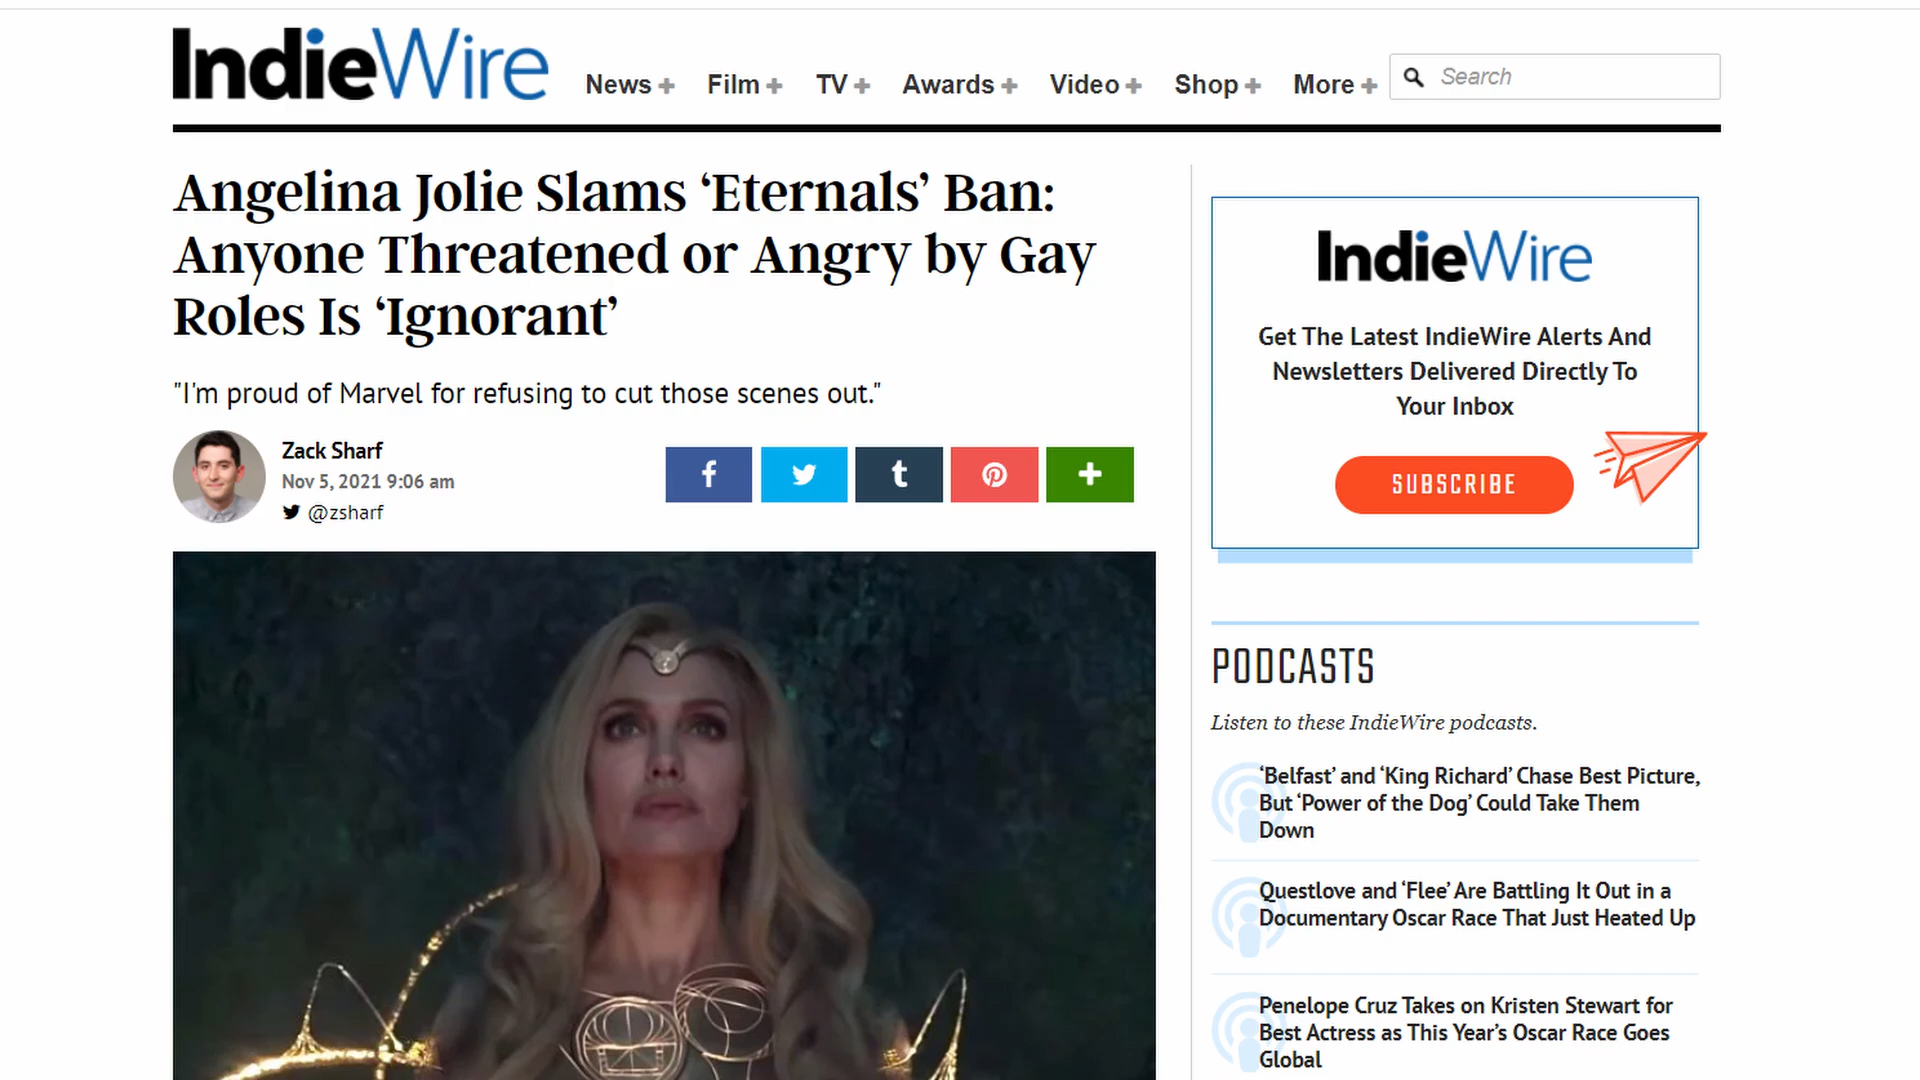 IndieWire
News + Film + TV + Awards + Video + Shop + More + Search
Angelina Jolie Slams ‘Eternals’ Ban:
Anyone Threatened or Angry by Gay
Roles Is ‘Ignorant’
"I'm proud of Marvel for refusing to cut those scenes out."
Zack Sharf
Nov 5, 2021 9:06 am
@zsharf
IndieWire
Get The Latest IndieWire Alerts And
Newsletters Delivered Directly To
Your Inbox
SUBSCRIBE
PODCASTS
Listen to these IndieWire podcasts.
‘Belfast’ and ‘King Richard’ Chase Best Picture,
But ‘Power of the Dog’ Could Take Them
Down
Questlove and ‘Flee’ Are Battling It Out in a
Documentary Oscar Race That Just Heated Up
Penelope Cruz Takes on Kristen Stewart for
Best Actress as This Year’s Oscar Race Goes
Global